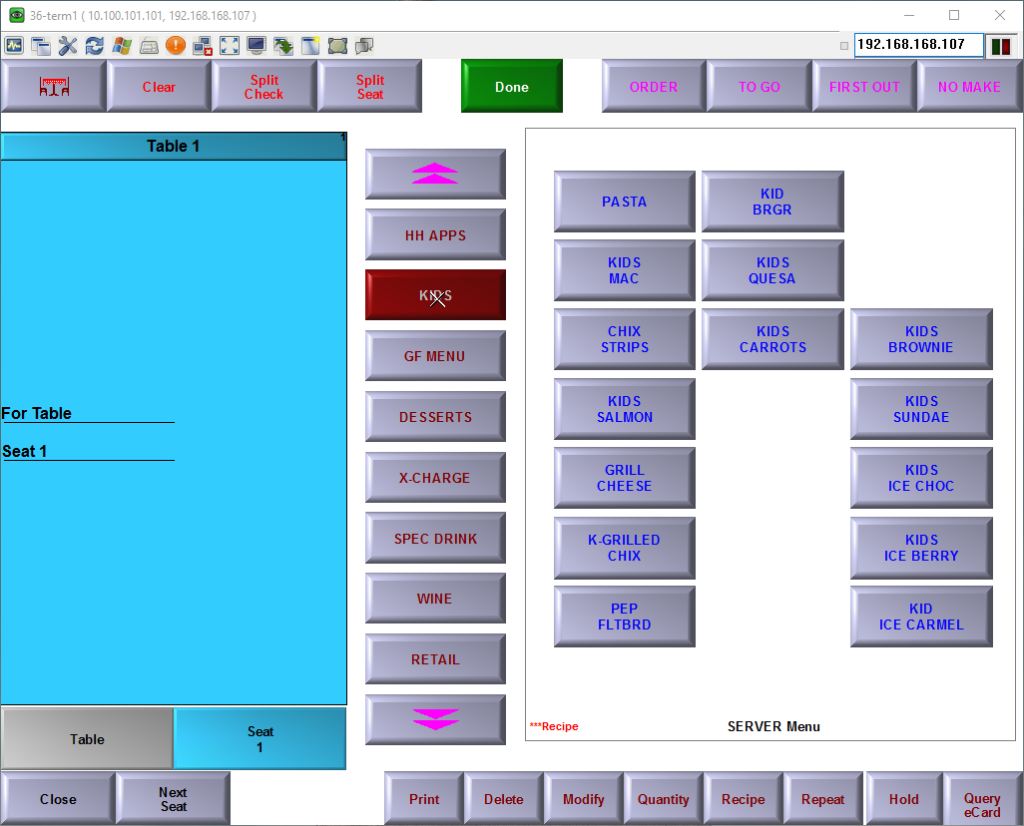 36-term1 ( 10.100.101.101, 192.168.168.107 )
192.168.168.107
Clear
Split
Check
Split
Seat
Done
ORDER
TO GO
FIRST OUT
NO MAKE
Table 1
1
For Table
Seat 1
HH APPS
KIDS
GF MENU
DESSERTS
X-CHARGE
SPEC DRINK
WINE
RETAIL
PASTA
KID
BRGR
KIDS
MAC
KIDS
QUESA
CHIX
STRIPS
KIDS
CARROTS
KIDS
BROWNIE
KIDS
SALMON
KIDS
SUNDAE
GRILL
CHEESE
KIDS
ICE CHOC
K-GRILLED
CHIX
KIDS
ICE BERRY
PEP
FLTBRD
KID
ICE CARMEL
***Recipe
SERVER Menu
Table
Seat
1
Close
Next
Seat
Print
Delete
Modify
Quantity
Recipe
Repeat
Hold
Query
eCard